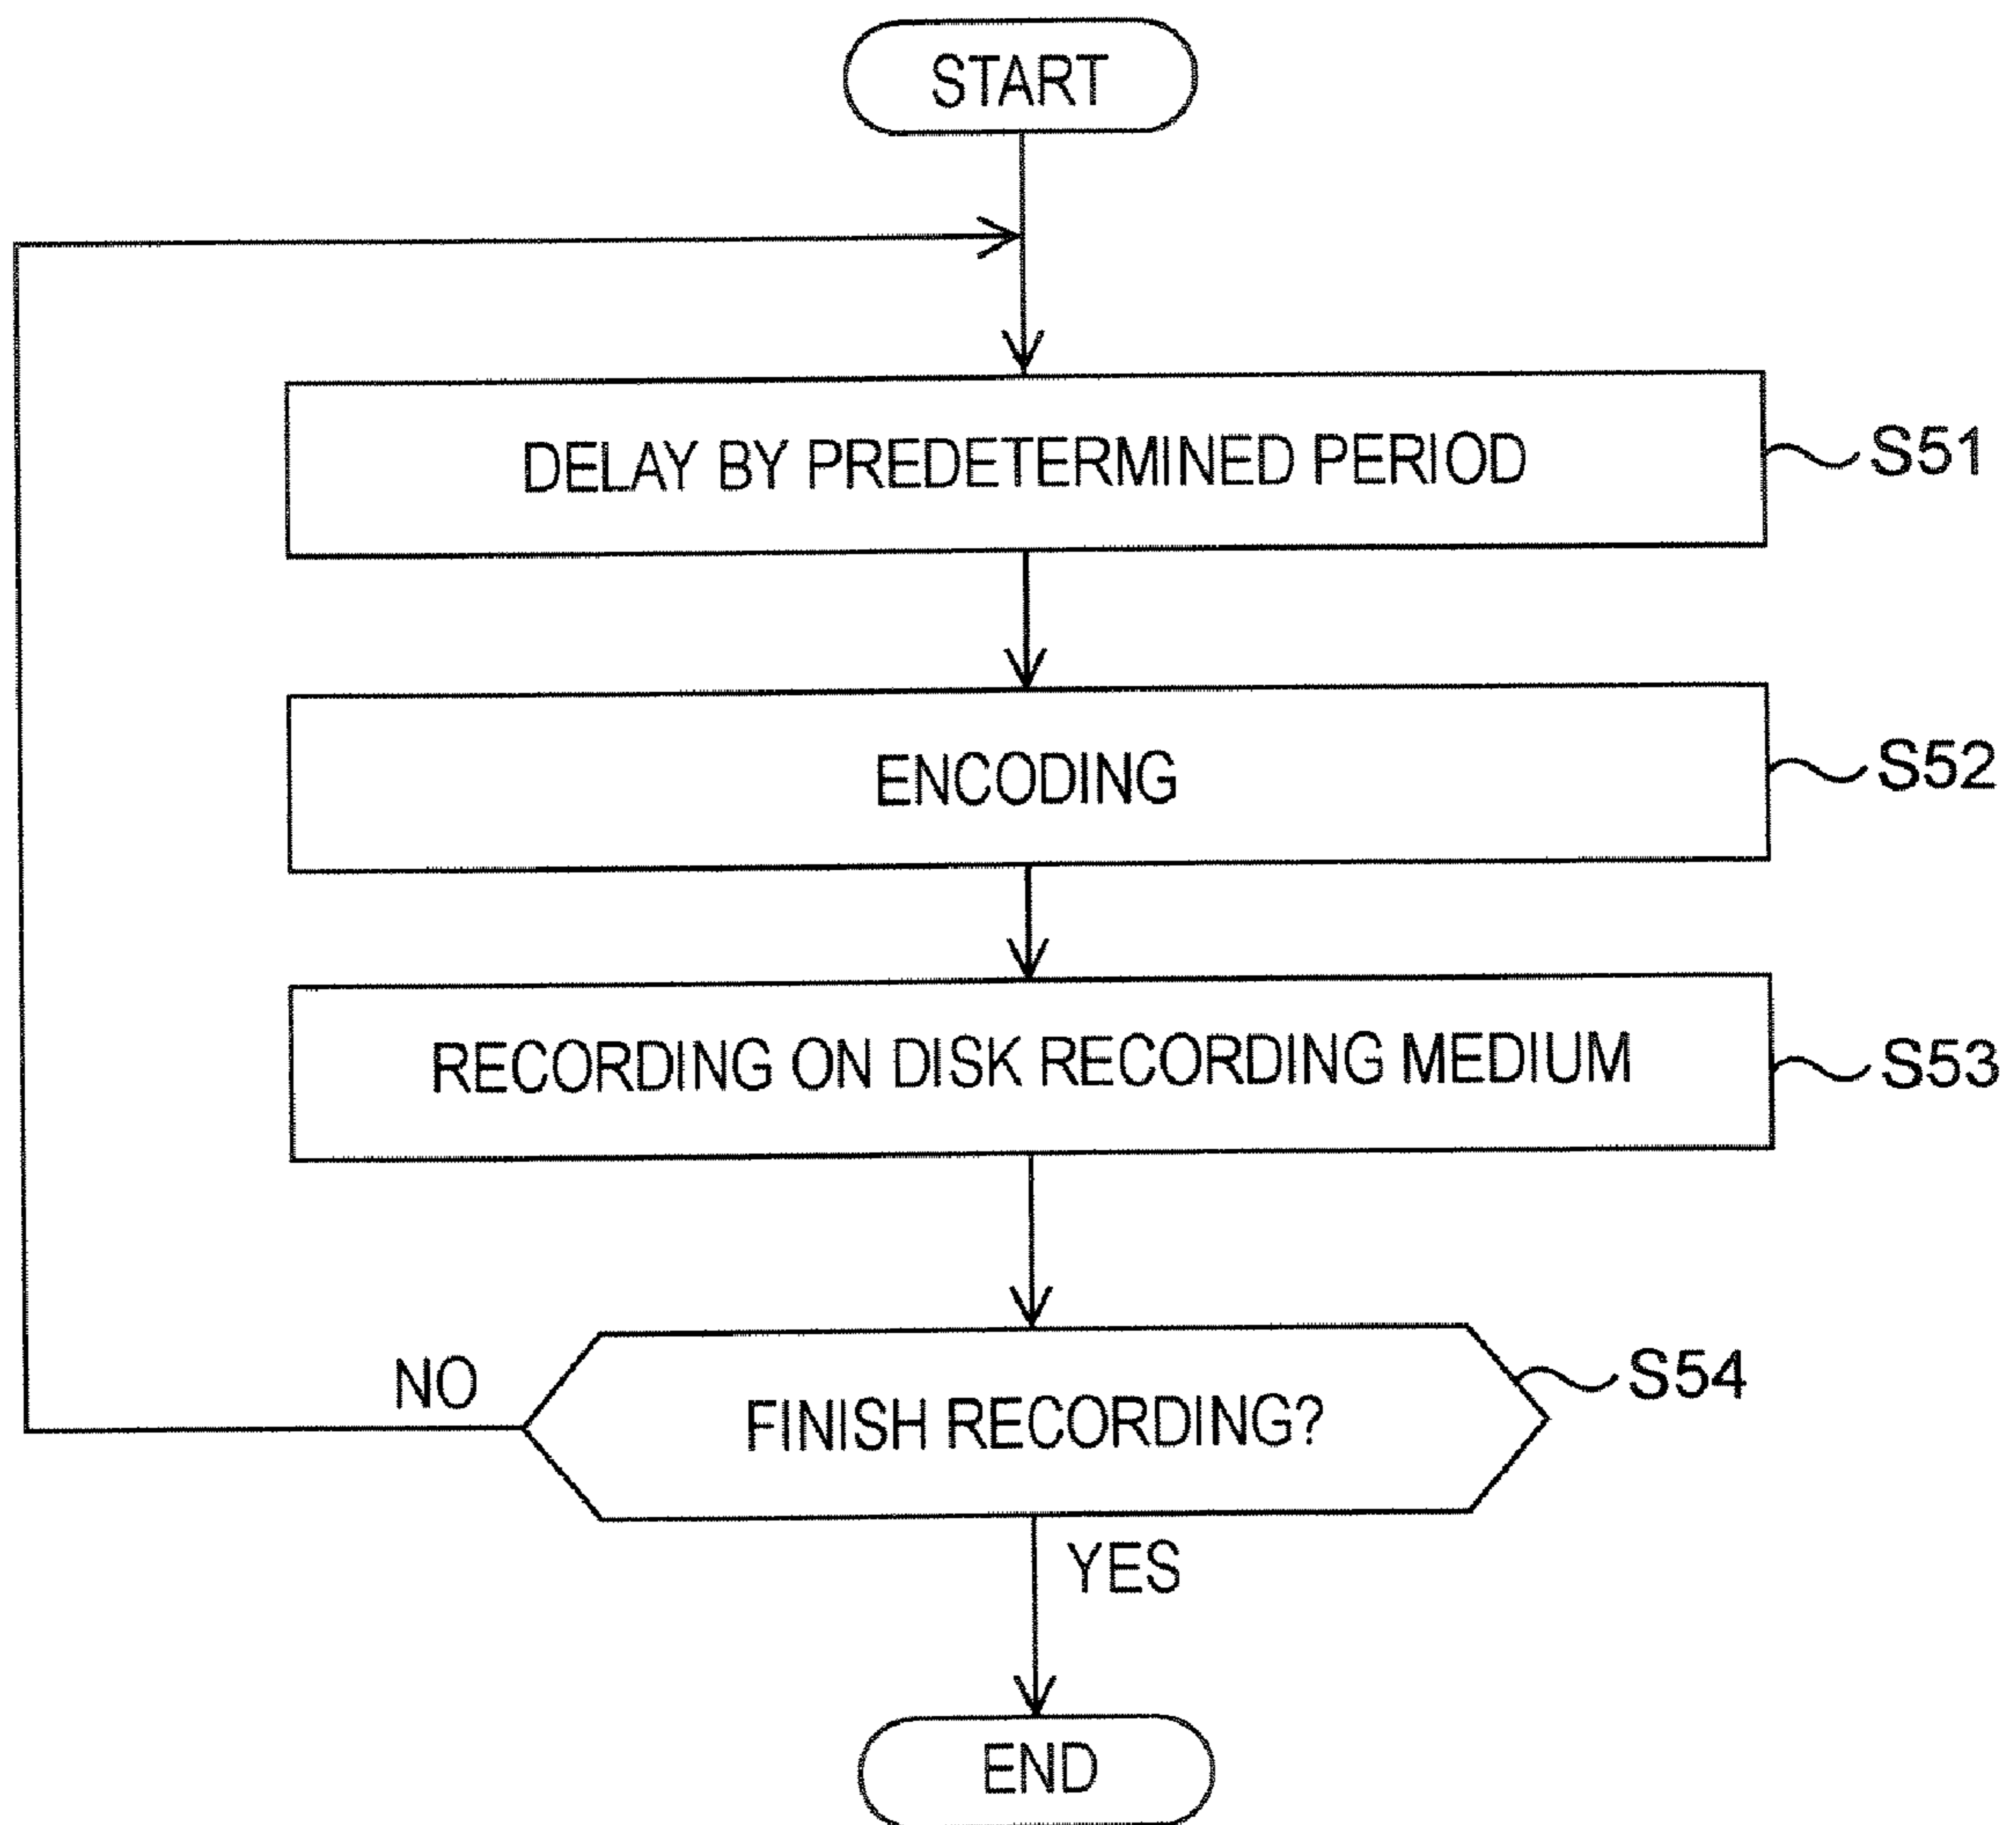 START
DELAY BY PREDETERMINED PERIOD
S51
ENCODING
S52
RECORDING ON DISK RECORDING MEDIUM
S53
FINISH RECORDING?
S54
NO
YES
END